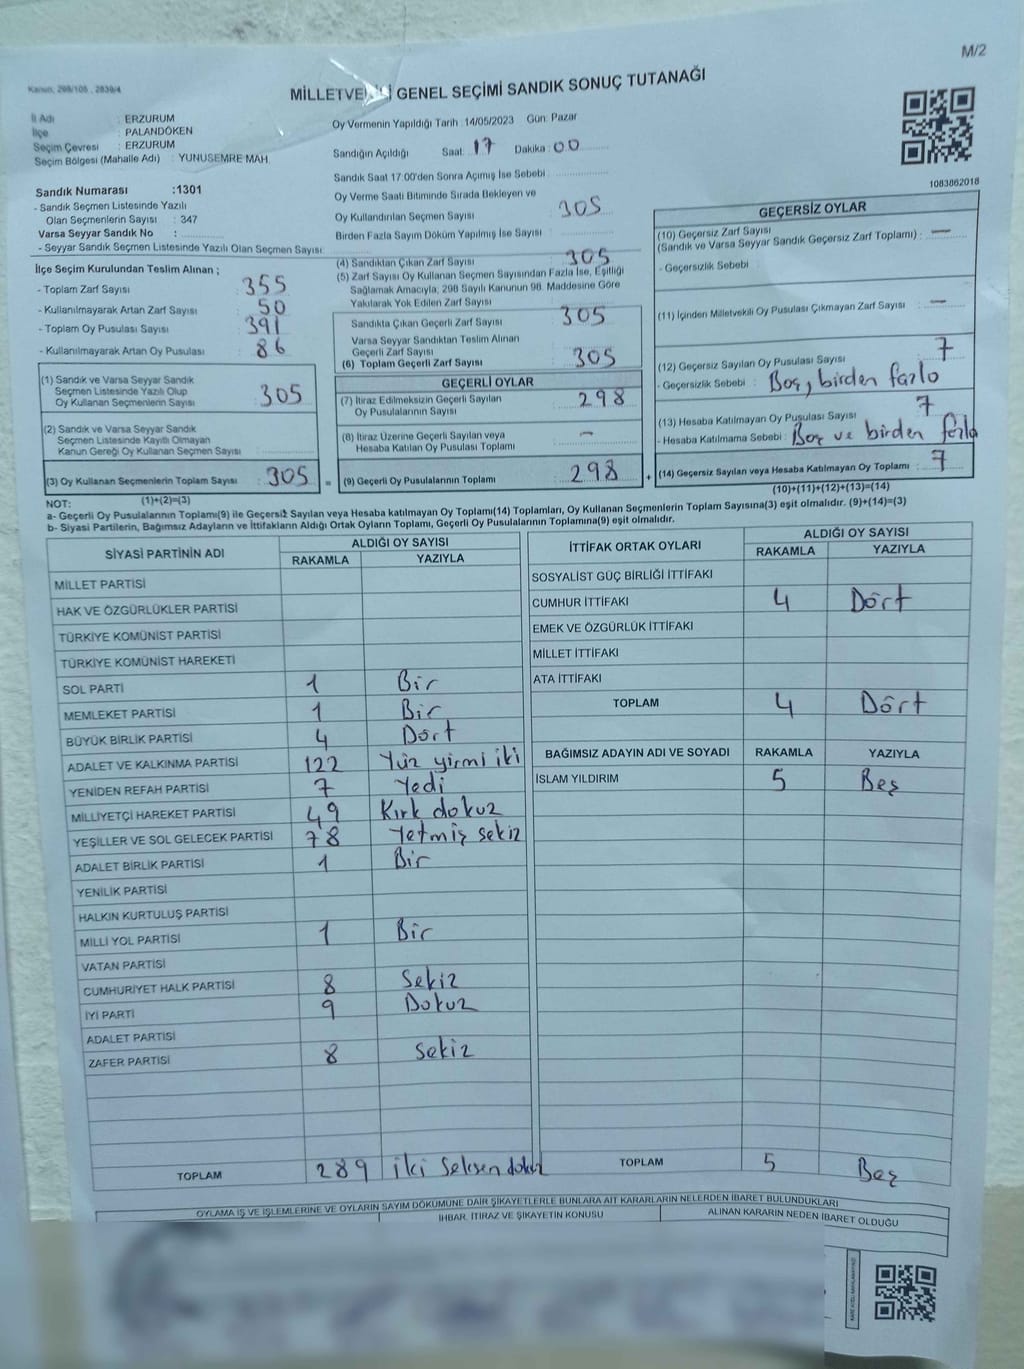 M/2
Kanun, 298/105 , 2839/4
MİLLETVE Lİ GENEL SEÇİMİ SANDIK SONUÇ TUTANAĞI
İl Adı : ERZURUM
İlçe : PALANDÖKEN
Seçim Çevresi : ERZURUM
Seçim Bölgesi (Mahalle Adı) : YUNUSEMRE MAH.
Oy Vermenin Yapıldığı Tarih : 14/05/2023 Gün: Pazar
Sandığın Açıldığı Saat: 17 Dakika : 00
Sandık Saat 17:00'den Sonra Açımış İse Sebebi :
Oy Verme Saati Bitiminde Sırada Bekleyen ve
Oy Kullandırılan Seçmen Sayısı 305
Birden Fazla Sayım Döküm Yapılmış İse Sayısı :
1083862018
Sandık Numarası :1301
- Sandık Seçmen Listesinde Yazılı
Olan Seçmenlerin Sayısı : 347
Varsa Seyyar Sandık No :
- Seyyar Sandık Seçmen Listesinde Yazılı Olan Seçmen Sayısı:
İlçe Seçim Kurulundan Teslim Alınan ;
- Toplam Zarf Sayısı : 355
- Kullanılmayarak Artan Zarf Sayısı : 50
- Toplam Oy Pusulası Sayısı : 391
- Kullanılmayarak Artan Oy Pusulası : 86
(1) Sandık ve Varsa Seyyar Sandık
Seçmen Listesinde Yazılı Olup
Oy Kullanan Seçmenlerin Sayısı : 305
(2) Sandık ve Varsa Seyyar Sandık
Seçmen Listesinde Kayıtlı Olmayan
Kanun Gereği Oy Kullanan Seçmen Sayısı :
(3) Oy Kullanan Seçmenlerin Toplam Sayısı : 305
(1)+(2)=(3)
(4) Sandıktan Çıkan Zarf Sayısı : 305
(5) Zarf Sayısı Oy Kullanan Seçmen Sayısından Fazla İse, Eşitliği
Sağlamak Amacıyla, 298 Sayılı Kanunun 98. Maddesine Göre
Yakılarak Yok Edilen Zarf Sayısı :
Sandıkta Çıkan Geçerli Zarf Sayısı : 305
Varsa Seyyar Sandıktan Teslim Alınan
Geçerli Zarf Sayısı :
(6) Toplam Geçerli Zarf Sayısı : 305
GEÇERLİ OYLAR
(7) İtiraz Edilmeksizin Geçerli Sayılan
Oy Pusulalarının Sayısı : 298
(8) İtiraz Üzerine Geçerli Sayılan veya
Hesaba Katılan Oy Pusulası Toplamı : -
= (9) Geçerli Oy Pusulalarının Toplamı : 298
GEÇERSİZ OYLAR
(10) Geçersiz Zarf Sayısı
(Sandık ve Varsa Seyyar Sandık Geçersiz Zarf Toplamı) : —
- Geçersizlik Sebebi :
(11) İçinden Milletvekili Oy Pusulası Çıkmayan Zarf Sayısı : —
(12) Geçersiz Sayılan Oy Pusulası Sayısı : 7
- Geçersizlik Sebebi : Boş, birden fazla
(13) Hesaba Katılmayan Oy Pusulası Sayısı : 7
- Hesaba Katılmama Sebebi : Boş ve birden fazla
+ (14) Geçersiz Sayılan veya Hesaba Katılmayan Oy Toplamı : 7
(10)+(11)+(12)+(13)=(14)
NOT:
a- Geçerli Oy Pusulalarının Toplamı(9) ile Geçersiz Sayılan veya Hesaba katılmayan Oy Toplamı(14) Toplamları, Oy Kullanan Seçmenlerin Toplam Sayısına(3) eşit olmalıdır. (9)+(14)=(3)
b- Siyasi Partilerin, Bağımsız Adayların ve İttifakların Aldığı Ortak Oyların Toplamı, Geçerli Oy Pusulalarının Toplamına(9) eşit olmalıdır.
SİYASİ PARTİNİN ADI ALDIĞI OY SAYISI
RAKAMLA YAZIYLA
MİLLET PARTİSİ
HAK VE ÖZGÜRLÜKLER PARTİSİ
TÜRKİYE KOMÜNİST PARTİSİ
TÜRKİYE KOMÜNİST HAREKETİ
SOL PARTİ 1 Bir
MEMLEKET PARTİSİ 1 Bir
BÜYÜK BİRLİK PARTİSİ 4 Dört
ADALET VE KALKINMA PARTİSİ 122 Yüz yirmi iki
YENİDEN REFAH PARTİSİ 7 Yedi
MİLLİYETÇİ HAREKET PARTİSİ 49 Kırk dokuz
YEŞİLLER VE SOL GELECEK PARTİSİ 78 Yetmiş sekiz
ADALET BİRLİK PARTİSİ 1 Bir
YENİLİK PARTİSİ
HALKIN KURTULUŞ PARTİSİ
MİLLİ YOL PARTİSİ 1 Bir
VATAN PARTİSİ
CUMHURİYET HALK PARTİSİ 8 Sekiz
İYİ PARTİ 9 Dokuz
ADALET PARTİSİ
ZAFER PARTİSİ 8 Sekiz
TOPLAM 289 iki seksen dokuz
İTTİFAK ORTAK OYLARI ALDIĞI OY SAYISI
RAKAMLA YAZIYLA
SOSYALİST GÜÇ BİRLİĞİ İTTİFAKI
CUMHUR İTTİFAKI 4 Dört
EMEK VE ÖZGÜRLÜK İTTİFAKI
MİLLET İTTİFAKI
ATA İTTİFAKI
TOPLAM 4 Dört
BAĞIMSIZ ADAYIN ADI VE SOYADI RAKAMLA YAZIYLA
İSLAM YILDIRIM 5 Beş
TOPLAM 5 Beş
OYLAMA İŞ VE İŞLEMLERİNE VE OYLARIN SAYIM DÖKÜMÜNE DAİR ŞİKAYETLERLE BUNLARA AİT KARARLARIN NELERDEN İBARET BULUNDUKLARI
İHBAR, İTİRAZ VE ŞİKAYETİN KONUSU ALINAN KARARIN NEDEN İBARET OLDUĞU